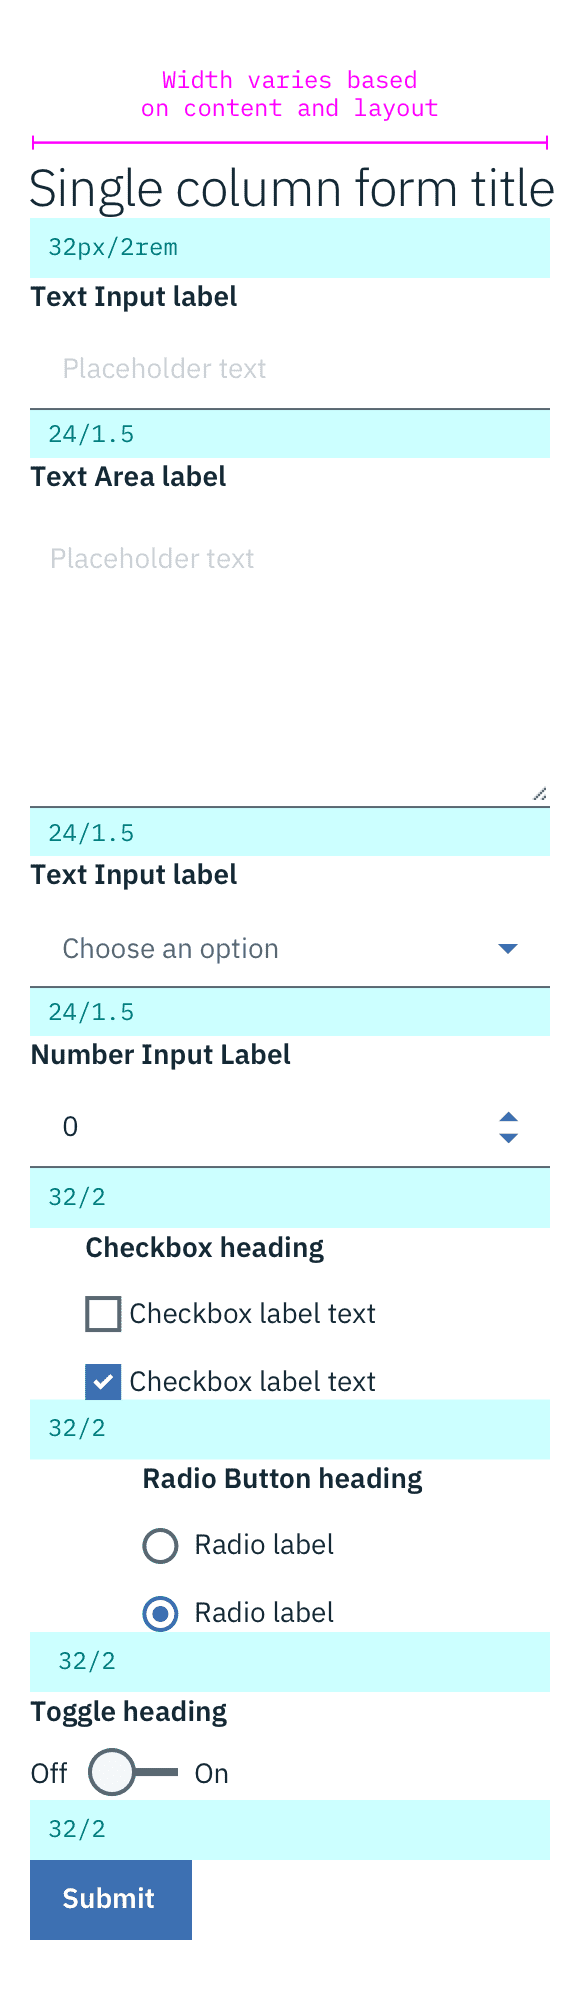 Width varies based
on content and layout
Single column form title
32px/2rem
Text Input label
Placeholder text
24/1.5
Text Area label
Placeholder text
24/1.5
Text Input label
Choose an option
24/1.5
Number Input Label
0
32/2
Checkbox heading
Checkbox label text
Checkbox label text
32/2
Radio Button heading
Radio label
Radio label
32/2
Toggle heading
Off On
32/2
Submit